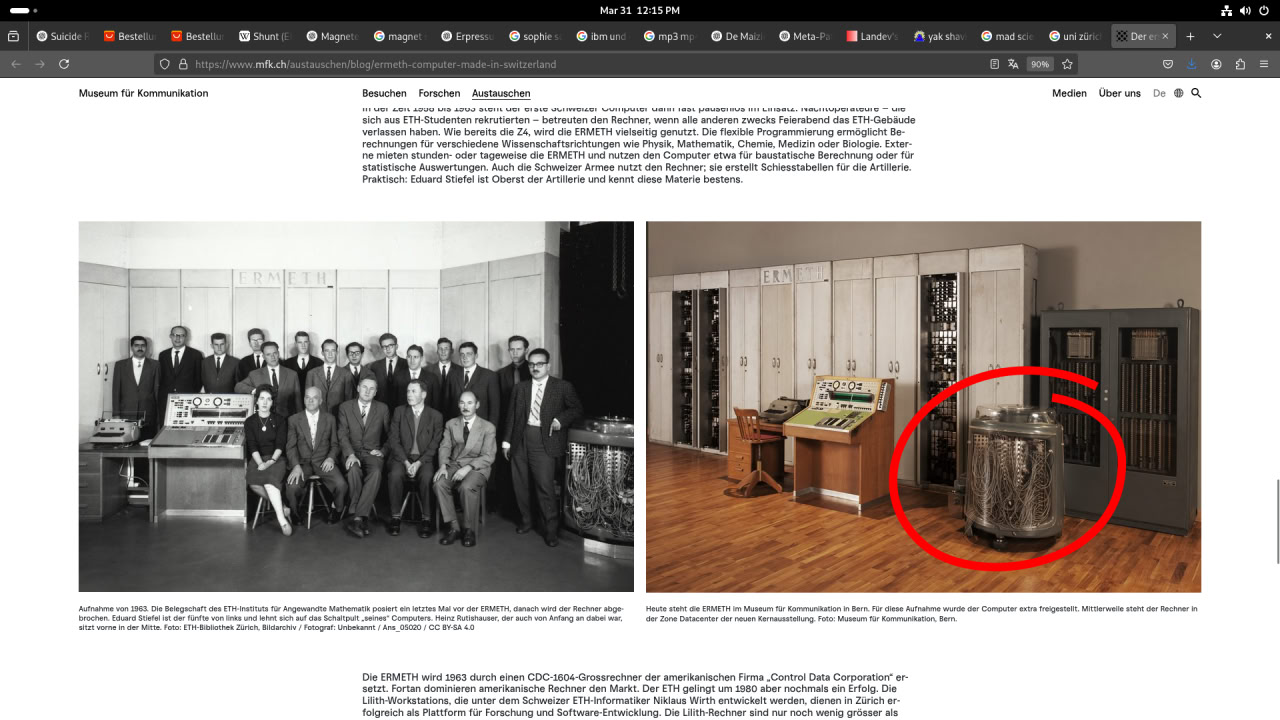 Mar 31 12:15 PM
Suicide R
Bestellu
Bestellur
Shunt (E
Magnete
magnet s
Erpressu
sophie s
ibm und
mp3 mp
De Maizi
Meta-Pa
Landev's
yak shav
mad scie
uni zürich
Der er
https://www.mfk.ch/austauschen/blog/ermeth-computer-made-in-switzerland
90%
Museum für Kommunikation
Besuchen Forschen Austauschen
Medien Über uns De
in der Zeit 1958 bis 1963 steht der erste Schweizer Computer dann fast pausenlos im Einsatz. Nachtoperateure – die
sich aus ETH-Studenten rekrutierten – betreuten den Rechner, wenn alle anderen zwecks Feierabend das ETH-Gebäude
verlassen haben. Wie bereits die Z4, wird die ERMETH vielseitig genutzt. Die flexible Programmierung ermöglicht Be-
rechnungen für verschiedene Wissenschaftsrichtungen wie Physik, Mathematik, Chemie, Medizin oder Biologie. Exter-
ne mieten stunden- oder tageweise die ERMETH und nutzen den Computer etwa für baustatische Berechnung oder für
statistische Auswertungen. Auch die Schweizer Armee nutzt den Rechner; sie erstellt Schiesstabellen für die Artillerie.
Praktisch: Eduard Stiefel ist Oberst der Artillerie und kennt diese Materie bestens.
ERMETH
ERMETH
Aufnahme von 1963. Die Belegschaft des ETH-Instituts für Angewandte Mathematik posiert ein letztes Mal vor der ERMETH, danach wird der Rechner abge-
brochen. Eduard Stiefel ist der fünfte von links und lehnt sich auf das Schaltpult „seines" Computers. Heinz Rutishauser, der auch von Anfang an dabei war,
sitzt vorne in der Mitte. Foto: ETH-Bibliothek Zürich, Bildarchiv / Fotograf: Unbekannt / Ans_05020 / CC BY-SA 4.0
Heute steht die ERMETH im Museum für Kommunikation in Bern. Für diese Aufnahme wurde der Computer extra freigestellt. Mittlerweile steht der Rechner in
der Zone Datacenter der neuen Kernausstellung. Foto: Museum für Kommunikation, Bern.
Die ERMETH wird 1963 durch einen CDC-1604-Grossrechner der amerikanischen Firma „Control Data Corporation" er-
setzt. Fortan dominieren amerikanische Rechner den Markt. Der ETH gelingt um 1980 aber nochmals ein Erfolg. Die
Lilith-Workstations, die unter dem Schweizer ETH-Informatiker Niklaus Wirth entwickelt werden, dienen in Zürich er-
folgreich als Plattform für Forschung und Software-Entwicklung. Die Lilith-Rechner sind nur noch wenig grösser als